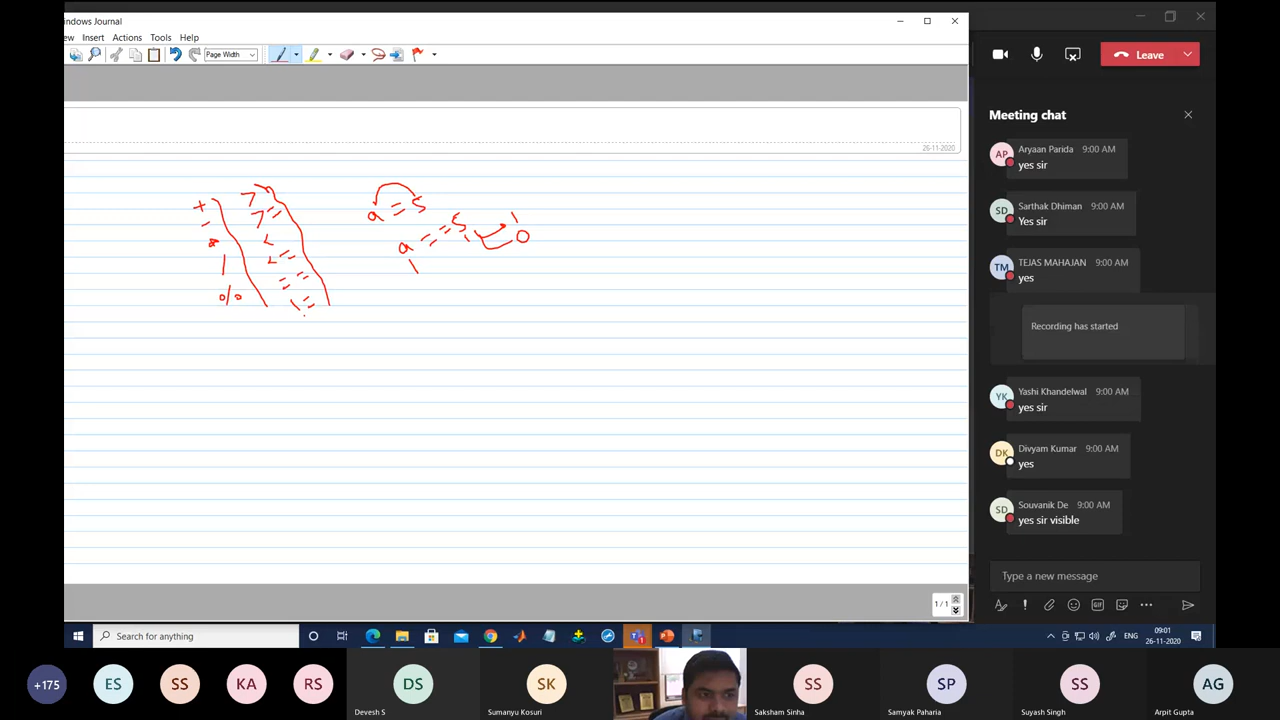 indows Journal
ew Insert Actions Tools Help
Page Width
26-11-2020
+
-
*
/
%
>
>=
<
<=
==
!=
a = 5
a == 5
1
0
1
1 / 1
Leave
Meeting chat
AP Aryaan Parida 9:00 AM
yes sir
SD Sarthak Dhiman 9:00 AM
Yes sir
TM TEJAS MAHAJAN 9:00 AM
yes
Recording has started
YK Yashi Khandelwal 9:00 AM
yes sir
DK Divyam Kumar 9:00 AM
yes
SD Souvanik De 9:00 AM
yes sir visible
Type a new message
GIF
Search for anything
ENG
09:01
26-11-2020
+175 ES SS KA RS DS SK SS SP SS AG
Devesh S Sumanyu Kosuri Saksham Sinha Samyak Paharia Suyash Singh Arpit Gupta